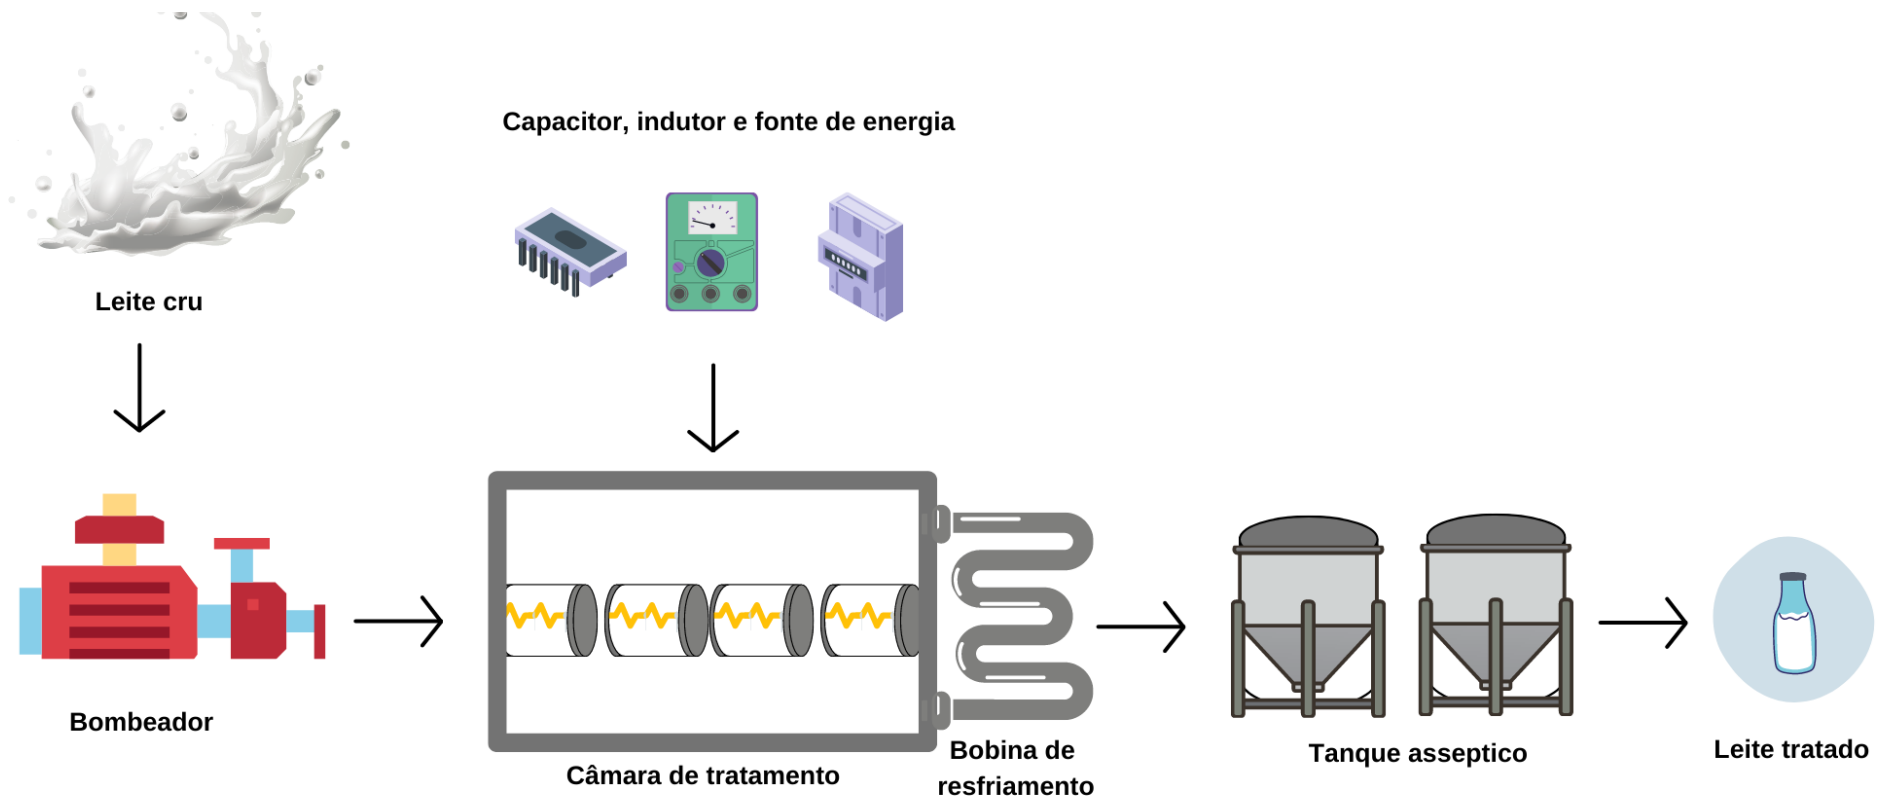 Leite cru
Capacitor, indutor e fonte de energia
Bombeador
Câmara de tratamento
Bobina de
resfriamento
Tanque asseptico
Leite tratado